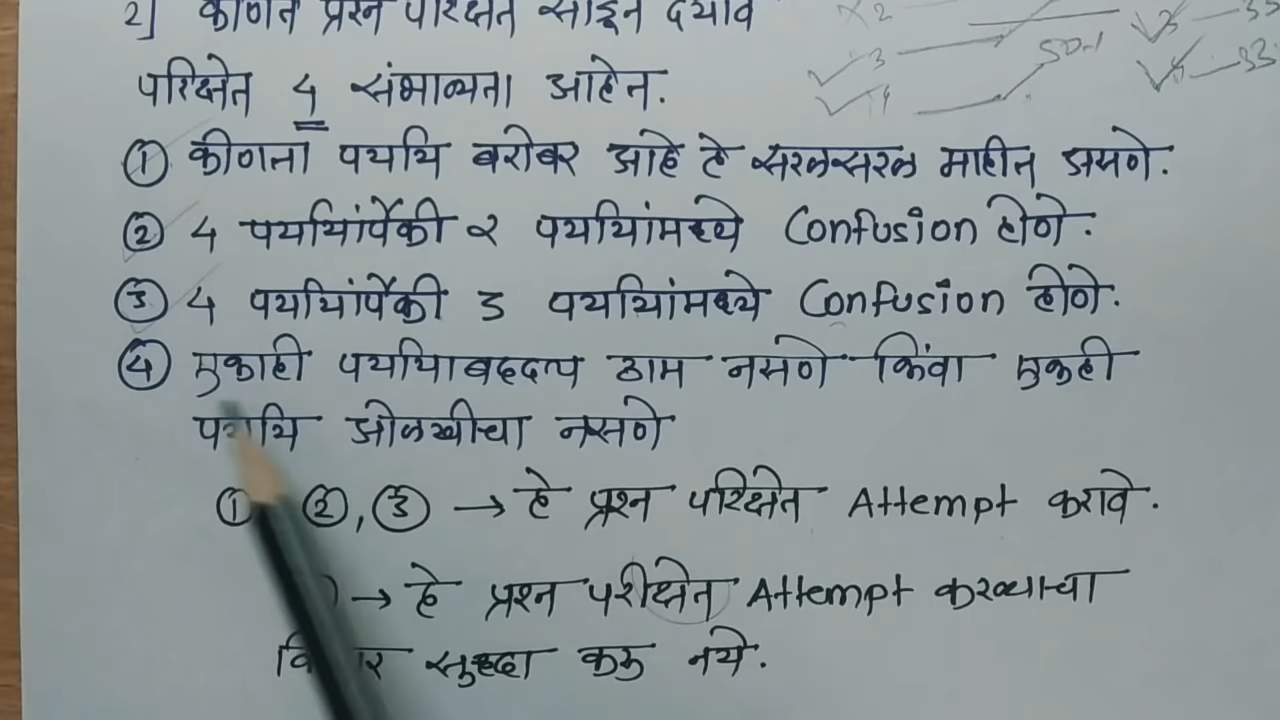 2] कोणते प्रश्न परिक्षेत सोडून द्यावे
परिक्षेत 4 संभाव्यता आहेत.
① कोणता पर्याय बरोबर आहे हे सरळसरळ माहीत असणे.
② 4 पर्यायांपैकी २ पर्यायांमध्ये Confusion होणे.
③ 4 पर्यायांपैकी 3 पर्यायांमध्ये Confusion होणे.
④ एकाही पर्यायाबद्दल ठाम नसणे किंवा एकही
पर्याय ओळखीचा नसणे
① ②, ③ → हे प्रश्न परिक्षेत Attempt करावे.
→ हे प्रश्न परीक्षेत Attempt करण्याचा
सुध्दा करु नये.